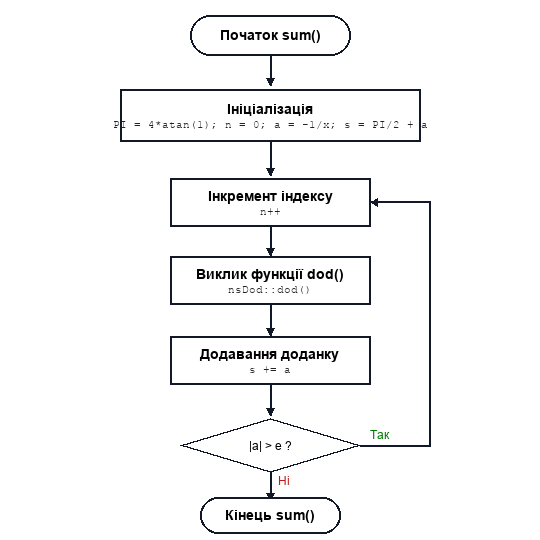 Початок sum()
Ініціалізація
PI = 4*atan(1); n = 0; a = -1/x; s = PI/2 + a
Інкремент індексу
n++
Виклик функції dod()
nsDod::dod()
Додавання доданку
s += a
|a| > e ?
Так
Ні
Кінець sum()